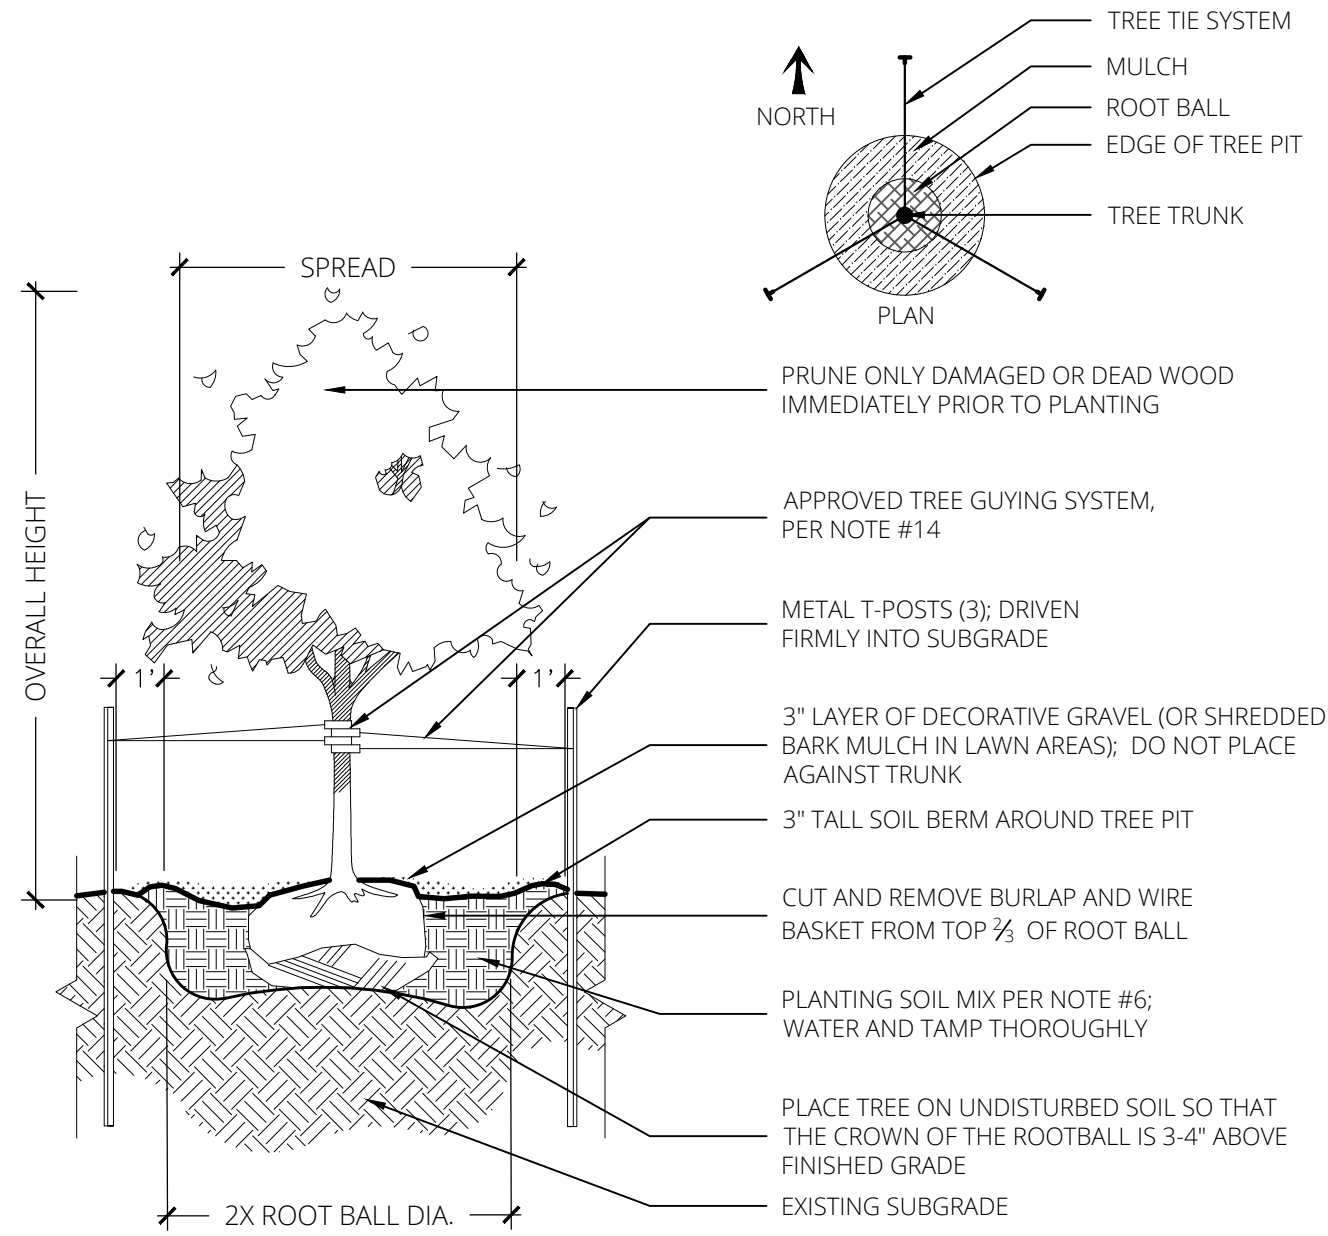 TREE TIE SYSTEM
MULCH
ROOT BALL
EDGE OF TREE PIT
TREE TRUNK
NORTH
PLAN
SPREAD
OVERALL HEIGHT
1'
1'
PRUNE ONLY DAMAGED OR DEAD WOOD
IMMEDIATELY PRIOR TO PLANTING
APPROVED TREE GUYING SYSTEM,
PER NOTE #14
METAL T-POSTS (3); DRIVEN
FIRMLY INTO SUBGRADE
3" LAYER OF DECORATIVE GRAVEL (OR SHREDDED
BARK MULCH IN LAWN AREAS); DO NOT PLACE
AGAINST TRUNK
3" TALL SOIL BERM AROUND TREE PIT
CUT AND REMOVE BURLAP AND WIRE
BASKET FROM TOP ⅔ OF ROOT BALL
PLANTING SOIL MIX PER NOTE #6;
WATER AND TAMP THOROUGHLY
PLACE TREE ON UNDISTURBED SOIL SO THAT
THE CROWN OF THE ROOTBALL IS 3-4" ABOVE
FINISHED GRADE
EXISTING SUBGRADE
2X ROOT BALL DIA.